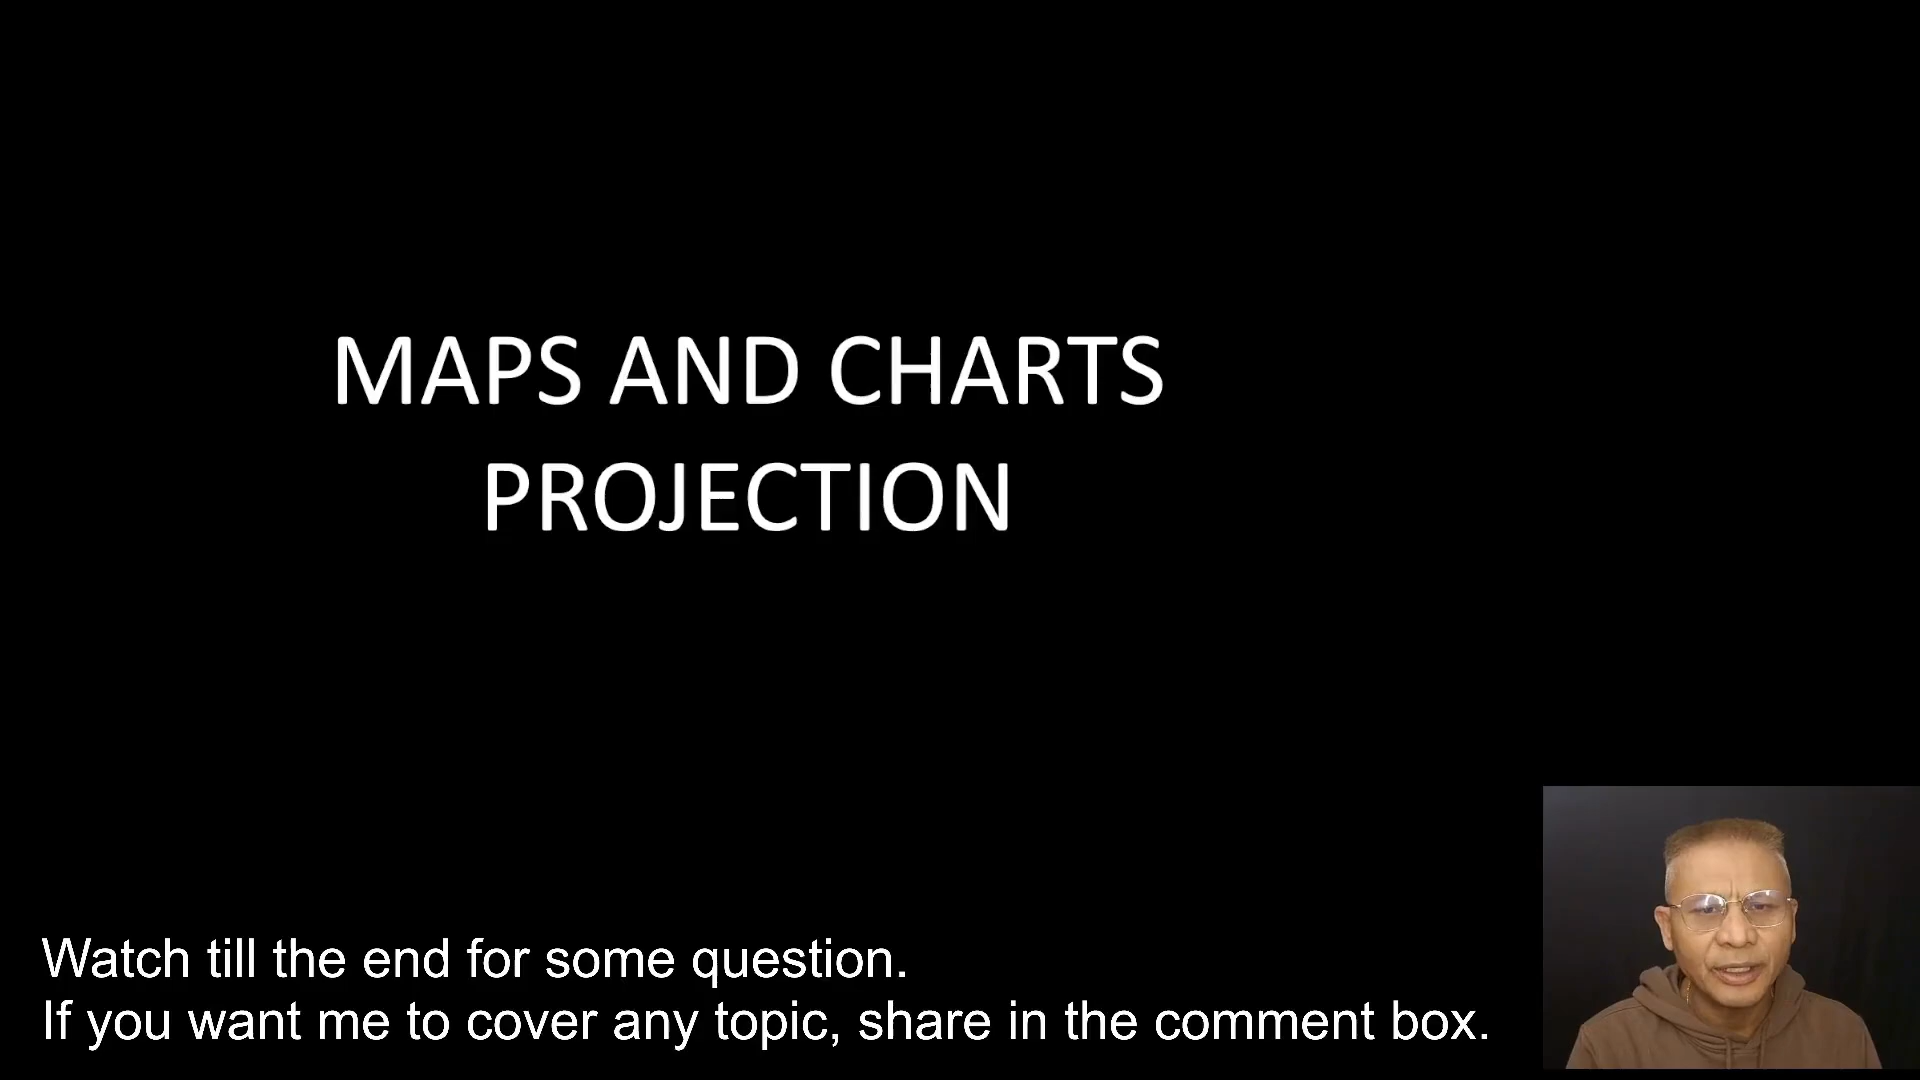 MAPS AND CHARTS
PROJECTION
Watch till the end for some question.
If you want me to cover any topic, share in the comment box.